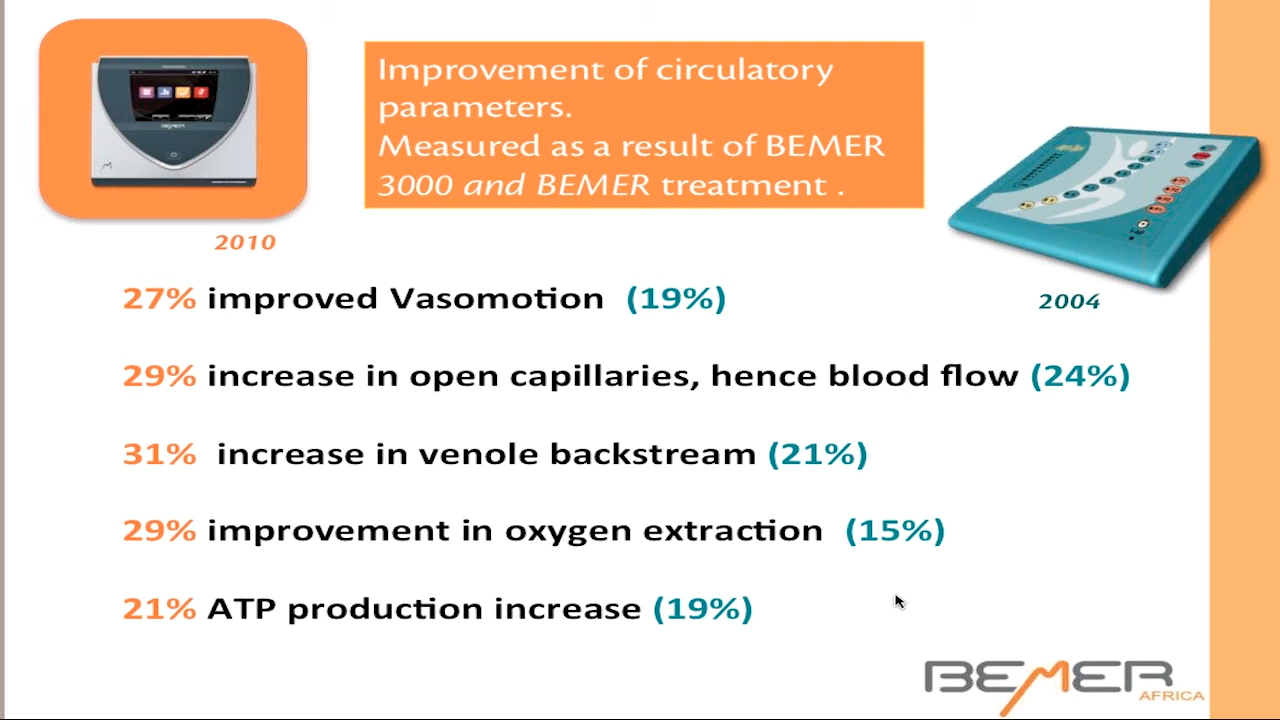 Improvement of circulatory
parameters.
Measured as a result of BEMER
3000 and BEMER treatment .
BEMER
2010
2004
27% improved Vasomotion (19%)
29% increase in open capillaries, hence blood flow (24%)
31% increase in venole backstream (21%)
29% improvement in oxygen extraction (15%)
21% ATP production increase (19%)
BEMER
AFRICA